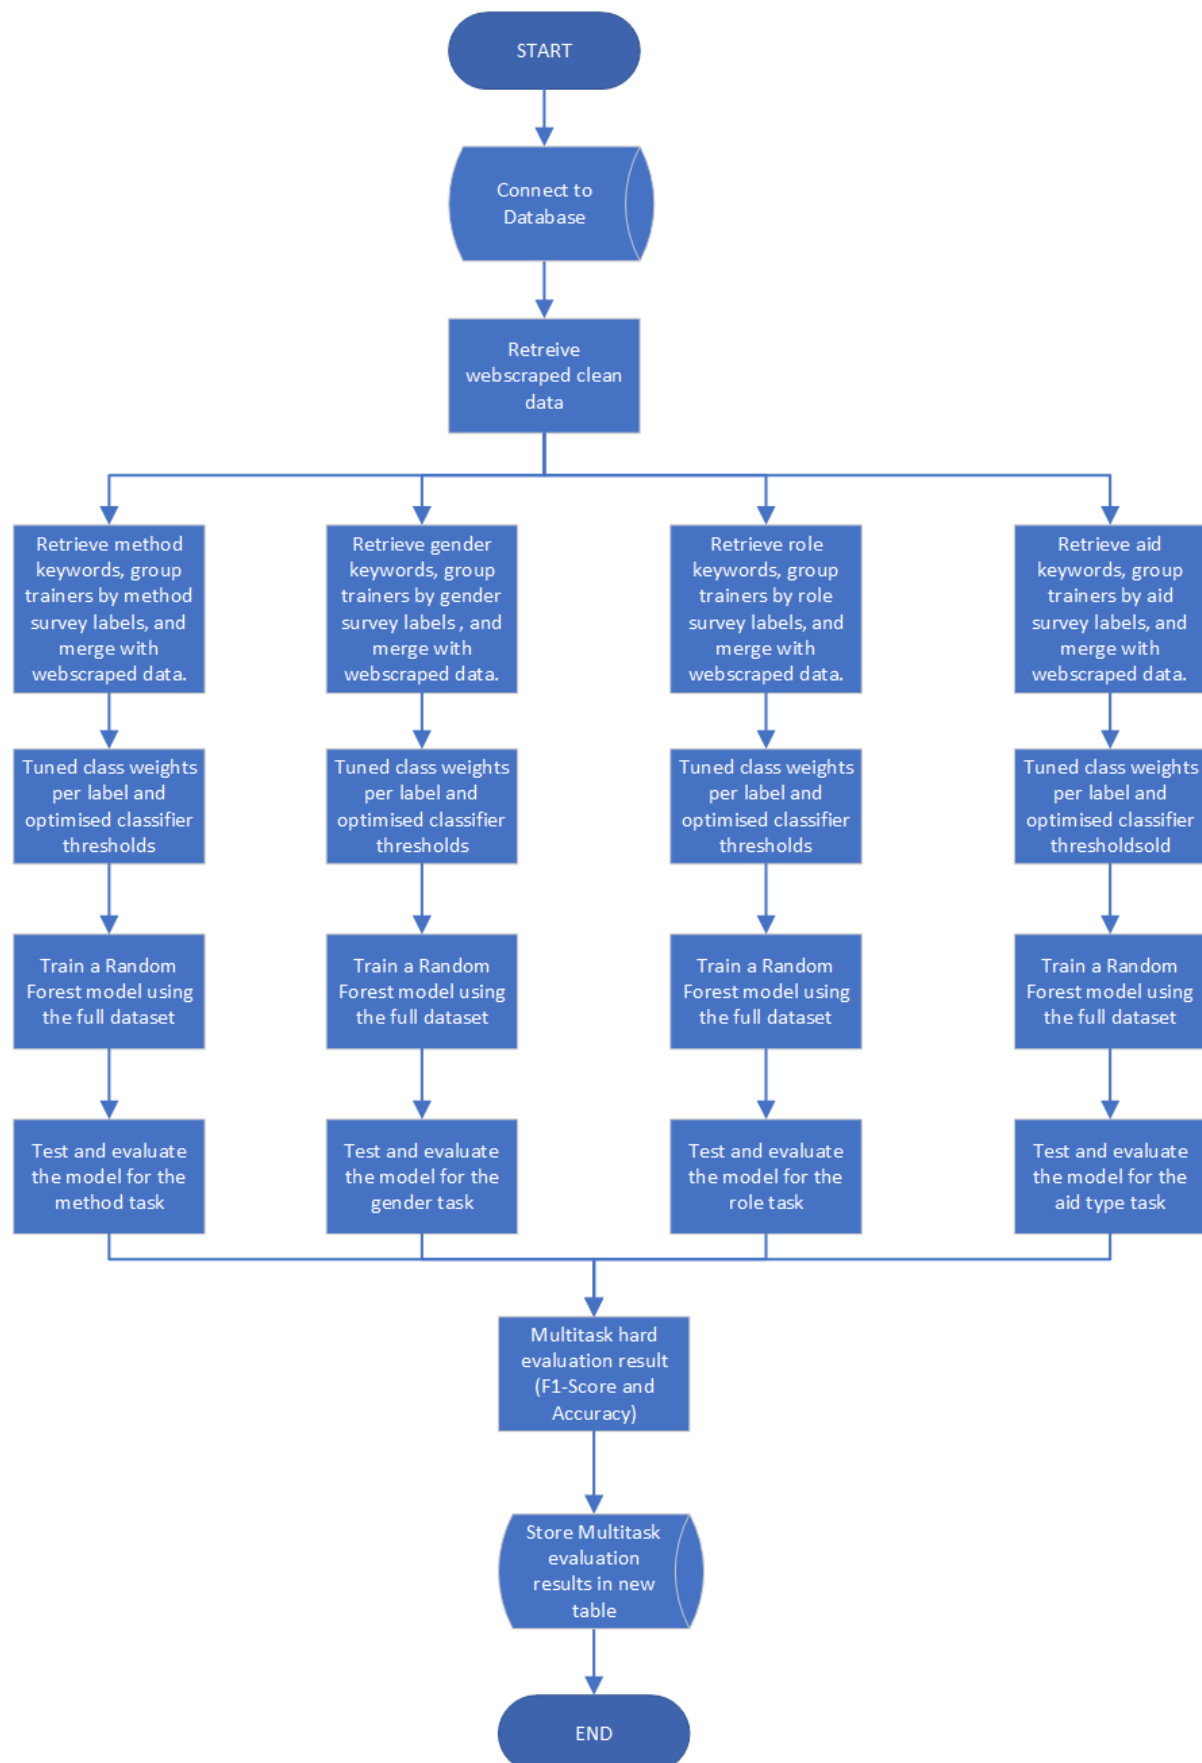 START
Connect to
Database
Retreive
webscraped clean
data
Retrieve method
keywords, group
trainers by method
survey labels, and
merge with
webscraped data.
Retrieve gender
keywords, group
trainers by gender
survey labels , and
merge with
webscraped data.
Retrieve role
keywords, group
trainers by role
survey labels, and
merge with
webscraped data.
Retrieve aid
keywords, group
trainers by aid
survey labels, and
merge with
webscraped data.
Tuned class weights
per label and
optimised classifier
thresholds
Tuned class weights
per label and
optimised classifier
thresholds
Tuned class weights
per label and
optimised classifier
thresholds
Tuned class weights
per label and
optimised classifier
thresholdsold
Train a Random
Forest model using
the full dataset
Train a Random
Forest model using
the full dataset
Train a Random
Forest model using
the full dataset
Train a Random
Forest model using
the full dataset
Test and evaluate
the model for the
method task
Test and evaluate
the model for the
gender task
Test and evaluate
the model for the
role task
Test and evaluate
the model for the
aid type task
Multitask hard
evaluation result
(F1-Score and
Accuracy)
Store Multitask
evaluation
results in new
table
END